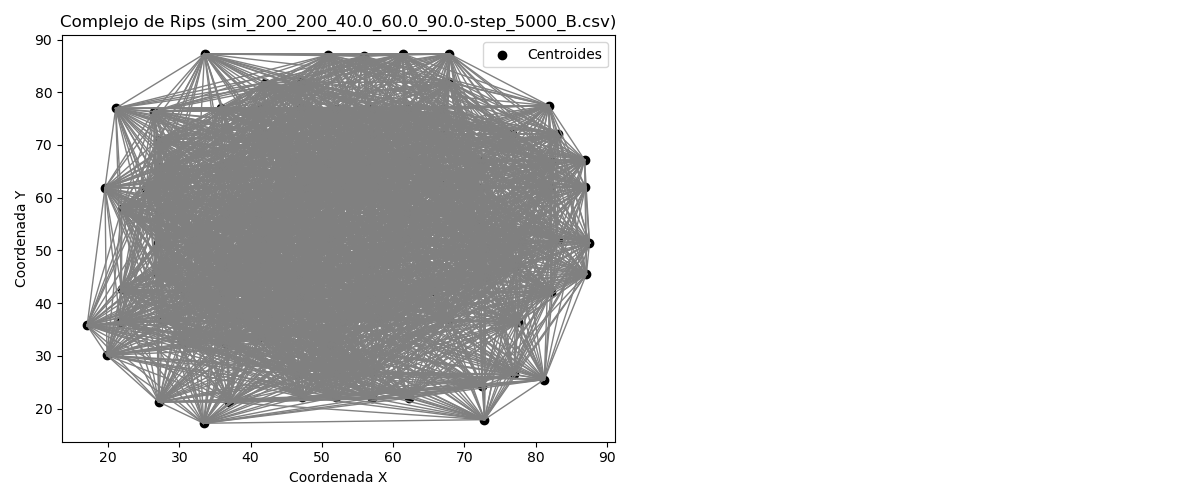 Complejo de Rips (sim_200_200_40.0_60.0_90.0-step_5000_B.csv)
Centroides
Coordenada Y
90
80
70
60
50
40
30
20
20 30 40 50 60 70 80 90
Coordenada X